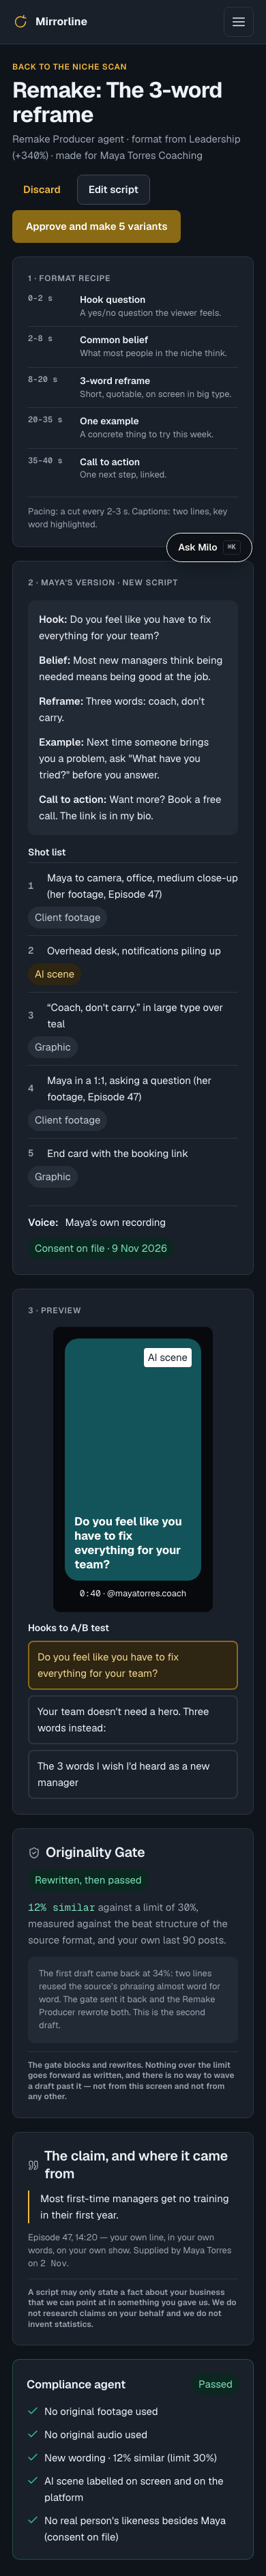 Mirrorline
BACK TO THE NICHE SCAN
Remake: The 3-word
reframe
Remake Producer agent · format from Leadership
(+340%) · made for Maya Torres Coaching
Discard
Edit script
Approve and make 5 variants
1 · FORMAT RECIPE
0-2 s
Hook question
A yes/no question the viewer feels.
2-8 s
Common belief
What most people in the niche think.
8-20 s
3-word reframe
Short, quotable, on screen in big type.
20-35 s
One example
A concrete thing to try this week.
35-40 s
Call to action
One next step, linked.
Pacing: a cut every 2-3 s. Captions: two lines, key
word highlighted.
Ask Milo ⌘K
2 · MAYA'S VERSION · NEW SCRIPT
Hook: Do you feel like you have to fix
everything for your team?
Belief: Most new managers think being
needed means being good at the job.
Reframe: Three words: coach, don't
carry.
Example: Next time someone brings
you a problem, ask "What have you
tried?" before you answer.
Call to action: Want more? Book a free
call. The link is in my bio.
Shot list
1
Maya to camera, office, medium close-up
(her footage, Episode 47)
Client footage
2
Overhead desk, notifications piling up
AI scene
3
“Coach, don't carry.” in large type over
teal
Graphic
4
Maya in a 1:1, asking a question (her
footage, Episode 47)
Client footage
5
End card with the booking link
Graphic
Voice: Maya's own recording
Consent on file · 9 Nov 2026
3 · PREVIEW
AI scene
Do you feel like you
have to fix
everything for your
team?
0:40 · @mayatorres.coach
Hooks to A/B test
Do you feel like you have to fix
everything for your team?
Your team doesn't need a hero. Three
words instead:
The 3 words I wish I'd heard as a new
manager
Originality Gate
Rewritten, then passed
12% similar against a limit of 30%,
measured against the beat structure of the
source format, and your own last 90 posts.
The first draft came back at 34%: two lines
reused the source's phrasing almost word for
word. The gate sent it back and the Remake
Producer rewrote both. This is the second
draft.
The gate blocks and rewrites. Nothing over the limit
goes forward as written, and there is no way to wave
a draft past it — not from this screen and not from
any other.
The claim, and where it came
from
Most first-time managers get no training
in their first year.
Episode 47, 14:20 — your own line, in your own
words, on your own show. Supplied by Maya Torres
on 2 Nov.
A script may only state a fact about your business
that we can point at in something you gave us. We do
not research claims on your behalf and we do not
invent statistics.
Compliance agent
Passed
No original footage used
No original audio used
New wording · 12% similar (limit 30%)
AI scene labelled on screen and on the
platform
No real person's likeness besides Maya
(consent on file)